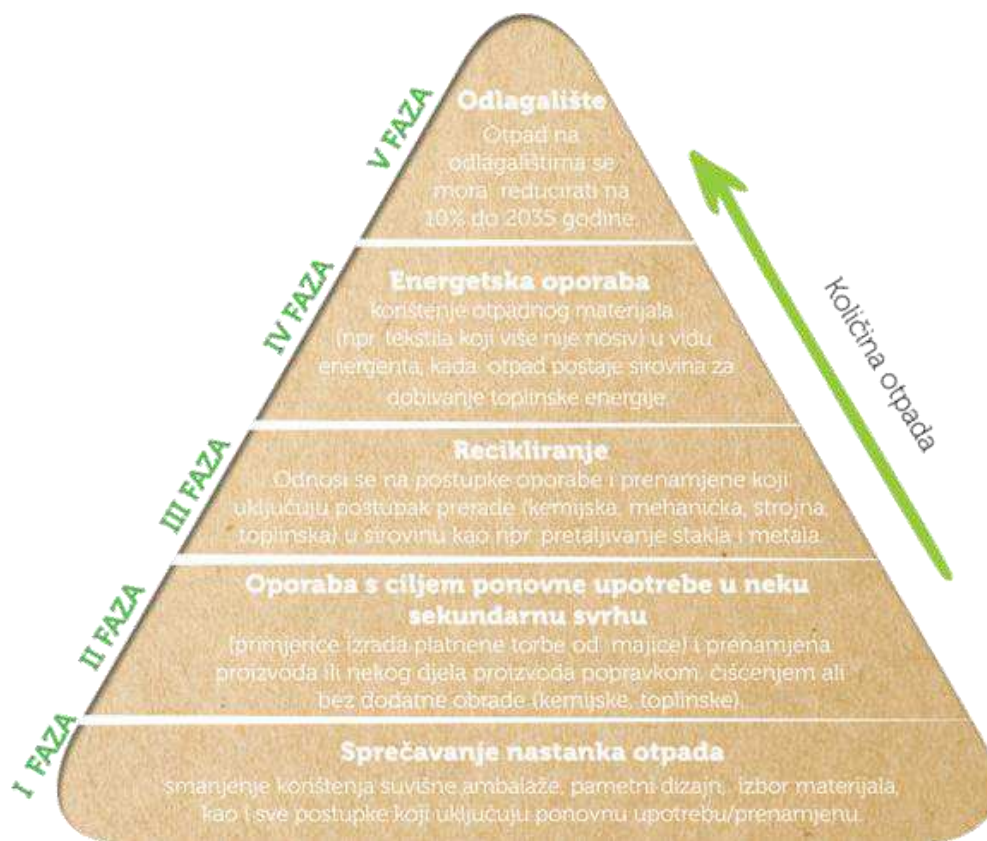 V FAZA
Odlagalište
Otpad na
odlagalištima se
mora reducirati na
10% do 2035 godine.
IV FAZA
Energetska oporaba
korištenje otpadnog materijala
(npr. tekstila koji više nije nosiv) u vidu
energenta, kada otpad postaje sirovina za
dobivanje toplinske energije.
Količina otpada
III FAZA
Recikliranje
Odnosi se na postupke oporabe i prenamjene koji
uključuju postupak prerade (kemijska, mehanička, strojna,
toplinska) u sirovinu kao npr. pretaljivanje stakla i metala.
II FAZA
Oporaba s ciljem ponovne upotrebe u neku
sekundarnu svrhu
(primjerice izrada platnene torbe od majice) i prenamjena
proizvoda ili nekog djela proizvoda popravkom, čišćenjem ali
bez dodatne obrade (kemijske, toplinske).
I FAZA
Sprečavanje nastanka otpada
smanjenje korištenja suvišne ambalaže, pametni dizajn, izbor materijala,
kao i sve postupke koji uključuju ponovnu upotrebu/prenamjenu.